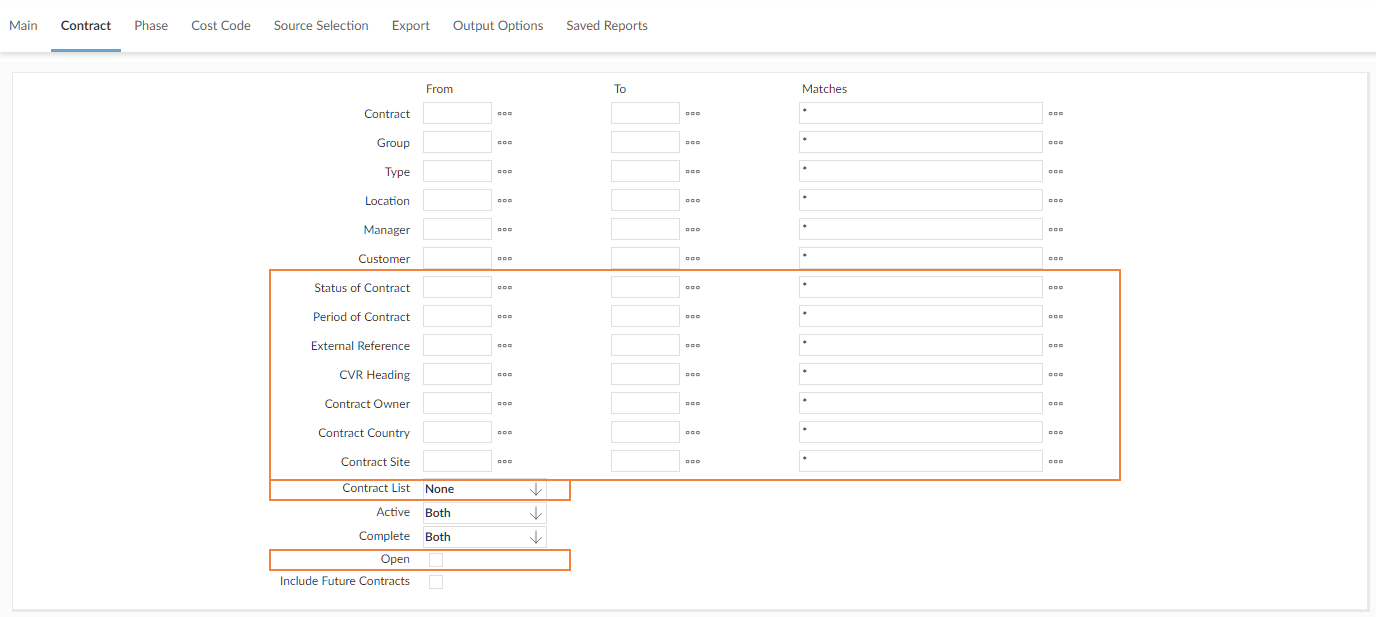 Main Contract Phase Cost Code Source Selection Export Output Options Saved Reports
From To Matches
Contract *
Group *
Type *
Location *
Manager *
Customer *
Status of Contract *
Period of Contract *
External Reference *
CVR Heading *
Contract Owner *
Contract Country *
Contract Site *
Contract List None
Active Both
Complete Both
Open
Include Future Contracts